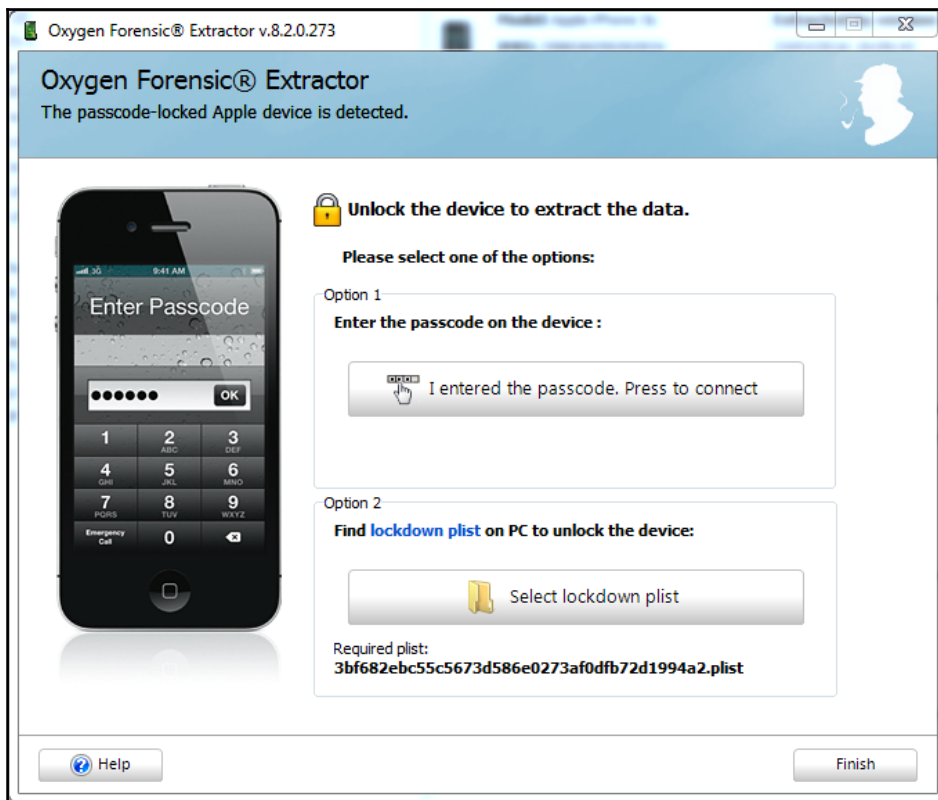 Oxygen Forensic® Extractor v.8.2.0.273
Oxygen Forensic® Extractor
The passcode-locked Apple device is detected.
Unlock the device to extract the data.
Please select one of the options:
3G 9:41 AM
Enter Passcode
OK
1 2 3
ABC DEF
4 5 6
GHI JKL MNO
7 8 9
PQRS TUV WXYZ
Emergency
Call
0
Option 1
Enter the passcode on the device :
I entered the passcode. Press to connect
Option 2
Find lockdown plist on PC to unlock the device:
Select lockdown plist
Required plist:
3bf682ebc55c5673d586e0273af0dfb72d1994a2.plist
Help
Finish